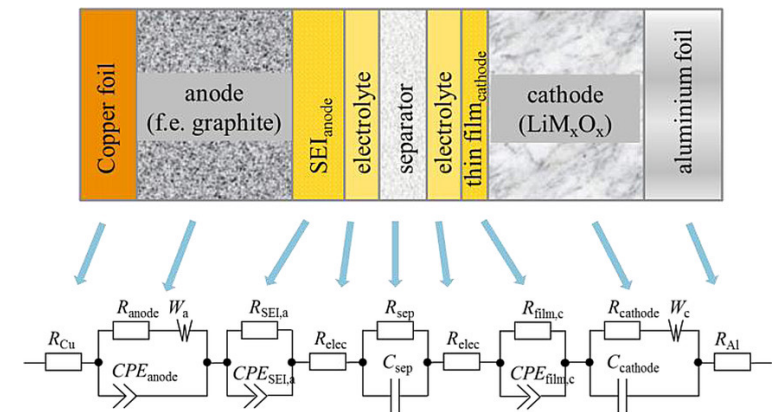 Copper foil
anode
(f.e. graphite)
SEIanode
electrolyte
separator
electrolyte
thin filmcathode
cathode
(LiMxOx)
aluminium foil
RCu
Ranode
Wa
CPEanode
RSEI,a
CPESEI,a
Relec
Rsep
Csep
Relec
Rfilm,c
CPEfilm,c
Rcathode
Wc
Ccathode
RAl